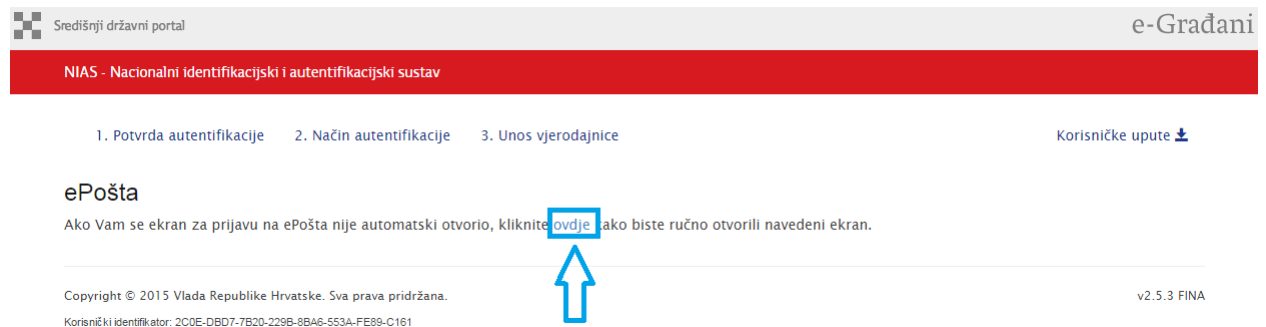 Središnji državni portal
e-Građani
NIAS - Nacionalni identifikacijski i autentifikacijski sustav
1. Potvrda autentifikacije 2. Način autentifikacije 3. Unos vjerodajnice Korisničke upute
ePošta
Ako Vam se ekran za prijavu na ePošta nije automatski otvorio, kliknite ovdje kako biste ručno otvorili navedeni ekran.
Copyright © 2015 Vlada Republike Hrvatske. Sva prava pridržana. v2.5.3 FINA
Korisnički identifikator: 2C0E-DBD7-7B20-229B-8BA6-553A-FE89-C161